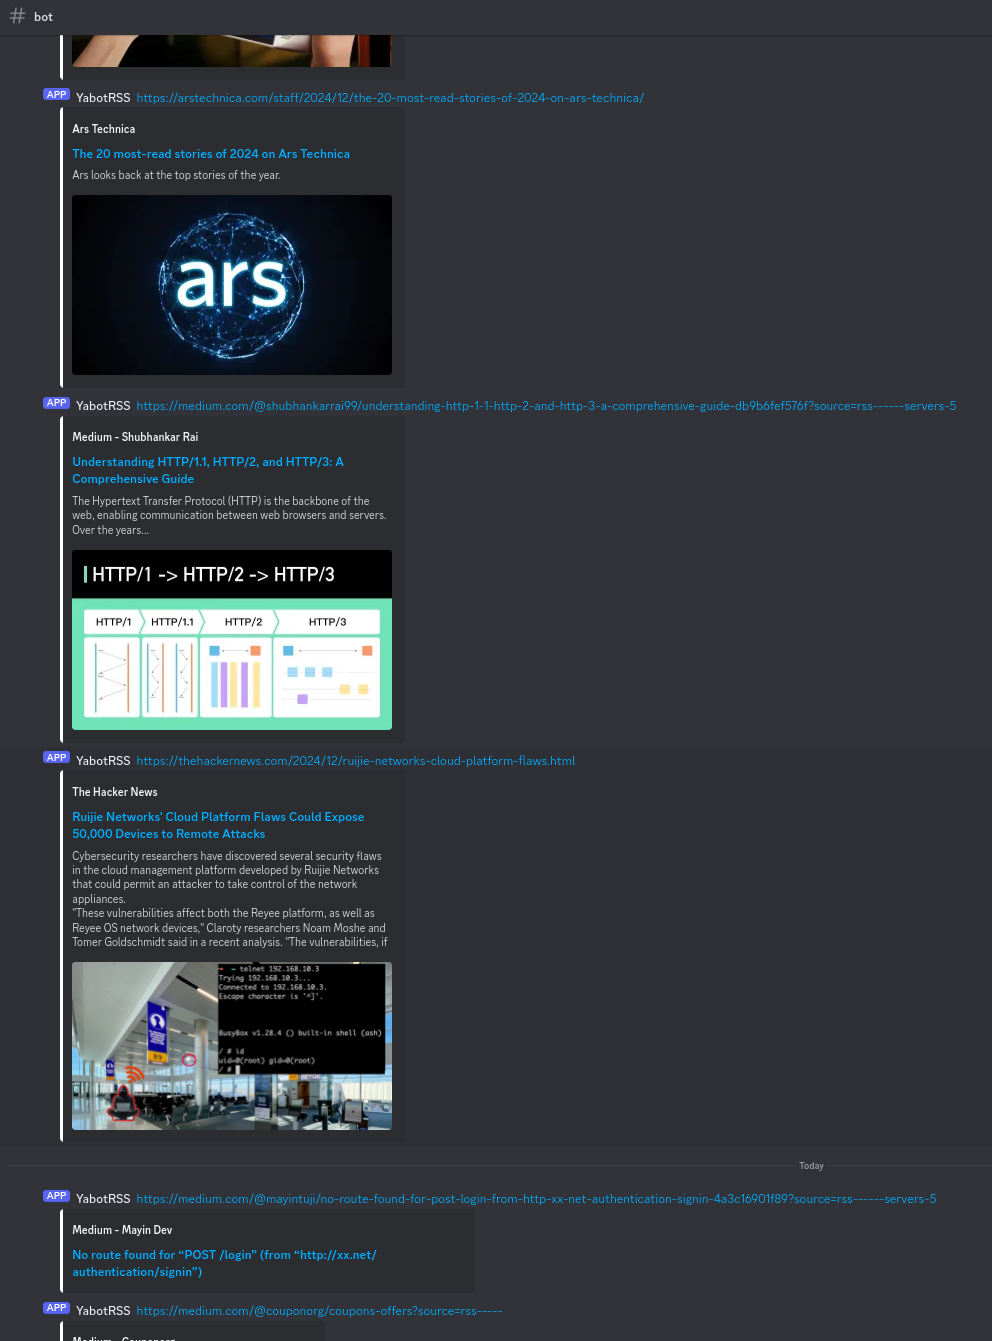 bot
APP YabotRSS https://arstechnica.com/staff/2024/12/the-20-most-read-stories-of-2024-on-ars-technica/
Ars Technica
The 20 most-read stories of 2024 on Ars Technica
Ars looks back at the top stories of the year.
ars
APP YabotRSS https://medium.com/@shubhankarrai99/understanding-http-1-1-http-2-and-http-3-a-comprehensive-guide-db9b6fef576f?source=rss------servers-5
Medium - Shubhankar Rai
Understanding HTTP/1.1, HTTP/2, and HTTP/3: A
Comprehensive Guide
The Hypertext Transfer Protocol (HTTP) is the backbone of the
web, enabling communication between web browsers and servers.
Over the years…
HTTP/1 -> HTTP/2 -> HTTP/3
HTTP/1 HTTP/1.1 HTTP/2 HTTP/3
APP YabotRSS https://thehackernews.com/2024/12/ruijie-networks-cloud-platform-flaws.html
The Hacker News
Ruijie Networks' Cloud Platform Flaws Could Expose
50,000 Devices to Remote Attacks
Cybersecurity researchers have discovered several security flaws
in the cloud management platform developed by Ruijie Networks
that could permit an attacker to take control of the network
appliances.
"These vulnerabilities affect both the Reyee platform, as well as
Reyee OS network devices," Claroty researchers Noam Moshe and
Tomer Goldschmidt said in a recent analysis. "The vulnerabilities, if
~ telnet 192.168.10.3
Trying 192.168.10.3...
Connected to 192.168.10.3.
Escape character is '^]'.
BusyBox v1.28.4 () built-in shell (ash)
/ # id
uid=0(root) gid=0(root)
/ #
Today
APP YabotRSS https://medium.com/@mayintuji/no-route-found-for-post-login-from-http-xx-net-authentication-signin-4a3c16901f89?source=rss------servers-5
Medium - Mayin Dev
No route found for “POST /login” (from “http://xx.net/
authentication/signin”)
APP YabotRSS https://medium.com/@couponorg/coupons-offers?source=rss-----
Medium - Couponorg